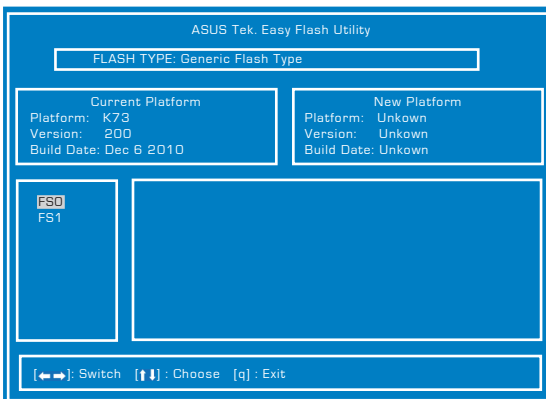 ASUS Tek. Easy Flash Utility
FLASH TYPE: Generic Flash Type
Current Platform
Platform: K73
Version: 200
Build Date: Dec 6 2010
New Platform
Platform: Unkown
Version: Unkown
Build Date: Unkown
FS0
FS1
[←→]: Switch [↑↓] : Choose [q] : Exit